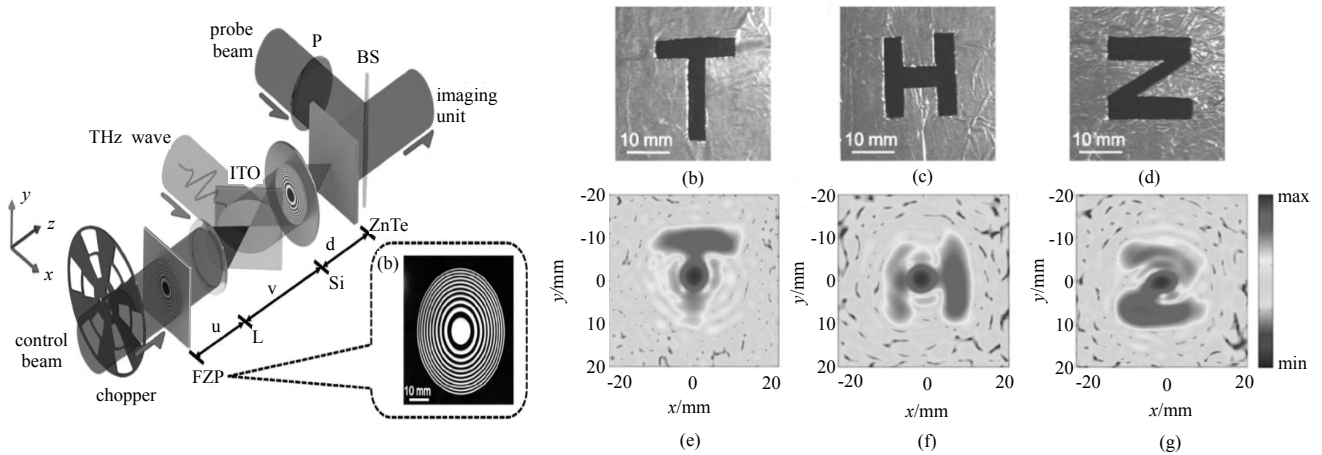 probe
beam
P
BS
imaging
unit
THz wave
ITO
y
z
x
control
beam
chopper
u
v
d
L
Si
ZnTe
FZP
(b)
10 mm
T
10 mm
(b)
H
10 mm
(c)
Z
10 mm
(d)
-20
-10
0
10
20
y/mm
-20
0
20
x/mm
(e)
-20
-10
0
10
20
y/mm
-20
0
20
x/mm
(f)
-20
-10
0
10
20
y/mm
-20
0
20
x/mm
(g)
max
min